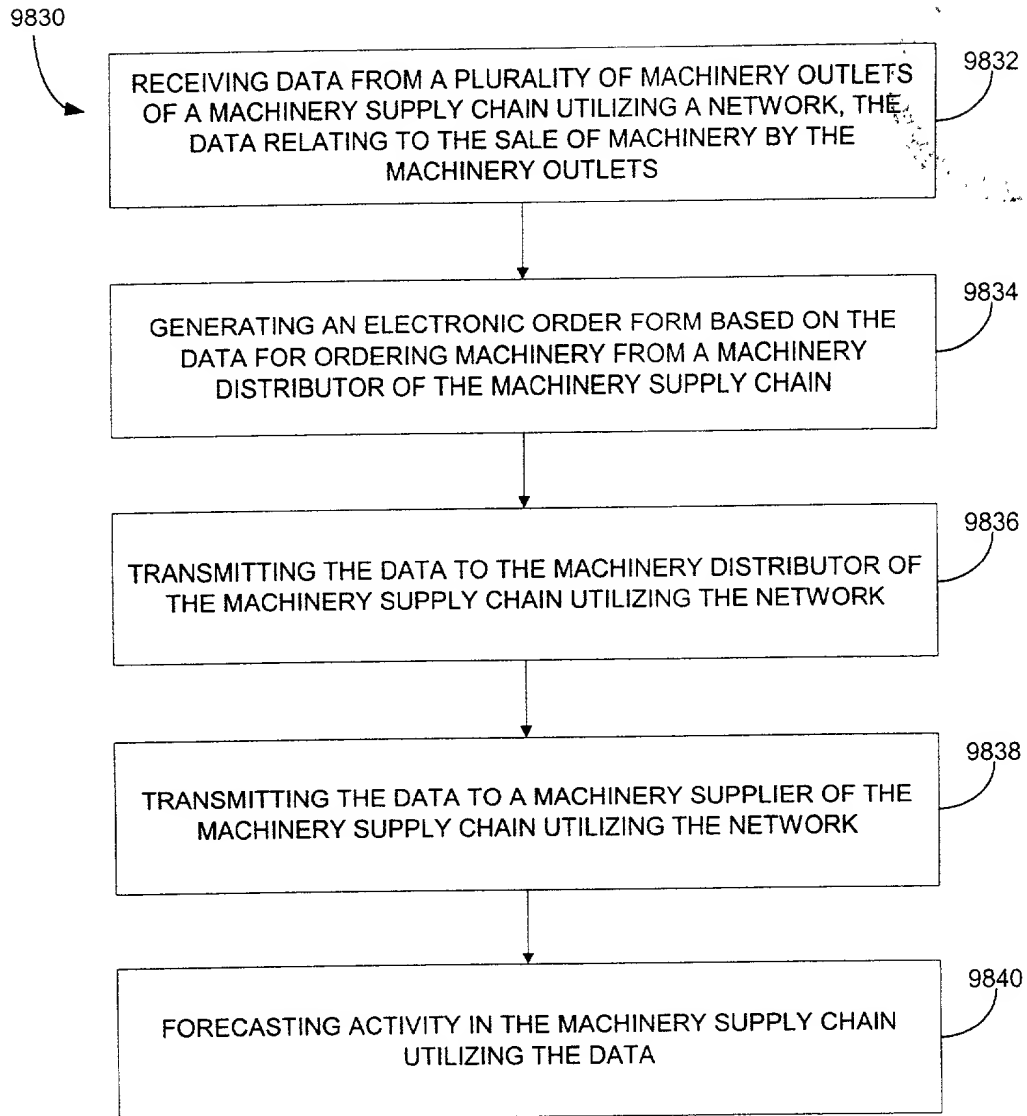 9830
9832
RECEIVING DATA FROM A PLURALITY OF MACHINERY OUTLETS
OF A MACHINERY SUPPLY CHAIN UTILIZING A NETWORK, THE
DATA RELATING TO THE SALE OF MACHINERY BY THE
MACHINERY OUTLETS
9834
GENERATING AN ELECTRONIC ORDER FORM BASED ON THE
DATA FOR ORDERING MACHINERY FROM A MACHINERY
DISTRIBUTOR OF THE MACHINERY SUPPLY CHAIN
9836
TRANSMITTING THE DATA TO THE MACHINERY DISTRIBUTOR OF
THE MACHINERY SUPPLY CHAIN UTILIZING THE NETWORK
9838
TRANSMITTING THE DATA TO A MACHINERY SUPPLIER OF THE
MACHINERY SUPPLY CHAIN UTILIZING THE NETWORK
9840
FORECASTING ACTIVITY IN THE MACHINERY SUPPLY CHAIN
UTILIZING THE DATA